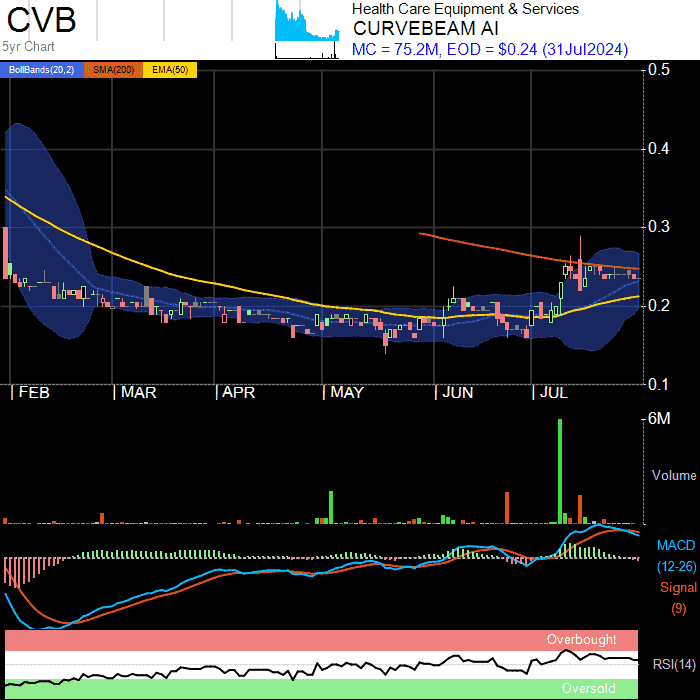 CVB
5yr Chart
Health Care Equipment & Services
CURVEBEAM AI
MC = 75.2M, EOD = $0.24 (31Jul2024)
BollBands(20,2) SMA(200) EMA(50)
0.5
0.4
0.3
0.2
0.1
FEB MAR APR MAY JUN JUL
6M
Volume
MACD
(12-26)
Signal
(9)
Overbought
RSI(14)
Oversold